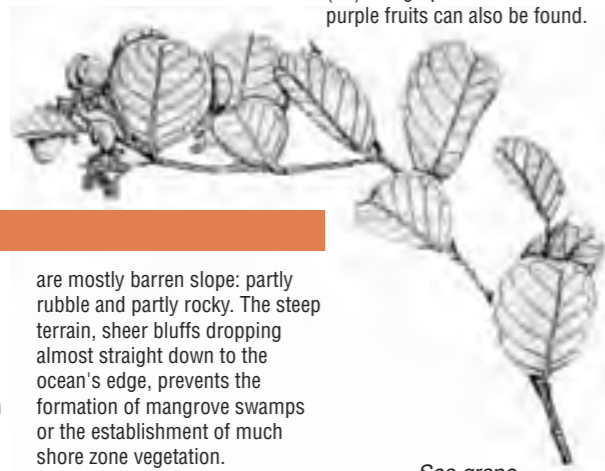 purple fruits can also be found.
are mostly barren slope: partly
rubble and partly rocky. The steep
terrain, sheer bluffs dropping
almost straight down to the
ocean's edge, prevents the
formation of mangrove swamps
or the establishment of much
shore zone vegetation.
Sea grape